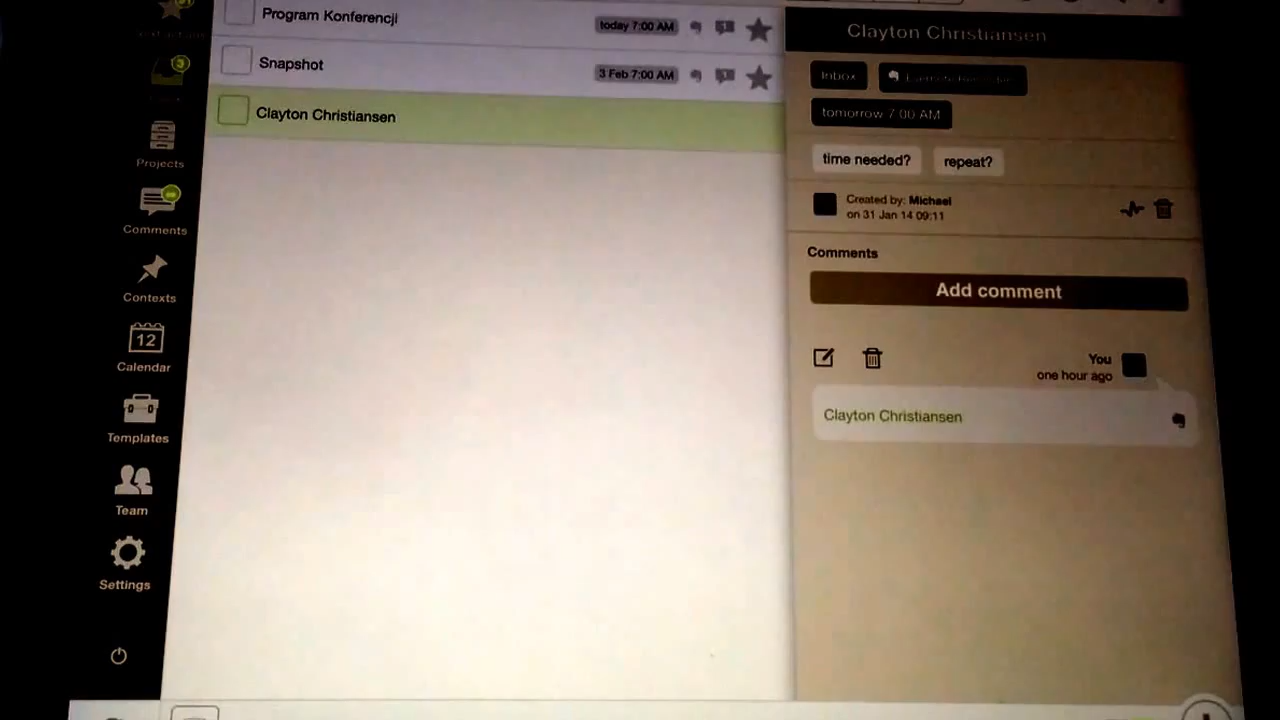 Program Konferencji
today 7:00 AM
Snapshot
3 Feb 7:00 AM
Clayton Christiansen
3
Projects
Comments
Contexts
12
Calendar
Templates
Team
Settings
Clayton Christiansen
Inbox
tomorrow 7:00 AM
time needed?
repeat?
Created by: Michael
on 31 Jan 14 09:11
Comments
Add comment
You
one hour ago
Clayton Christiansen